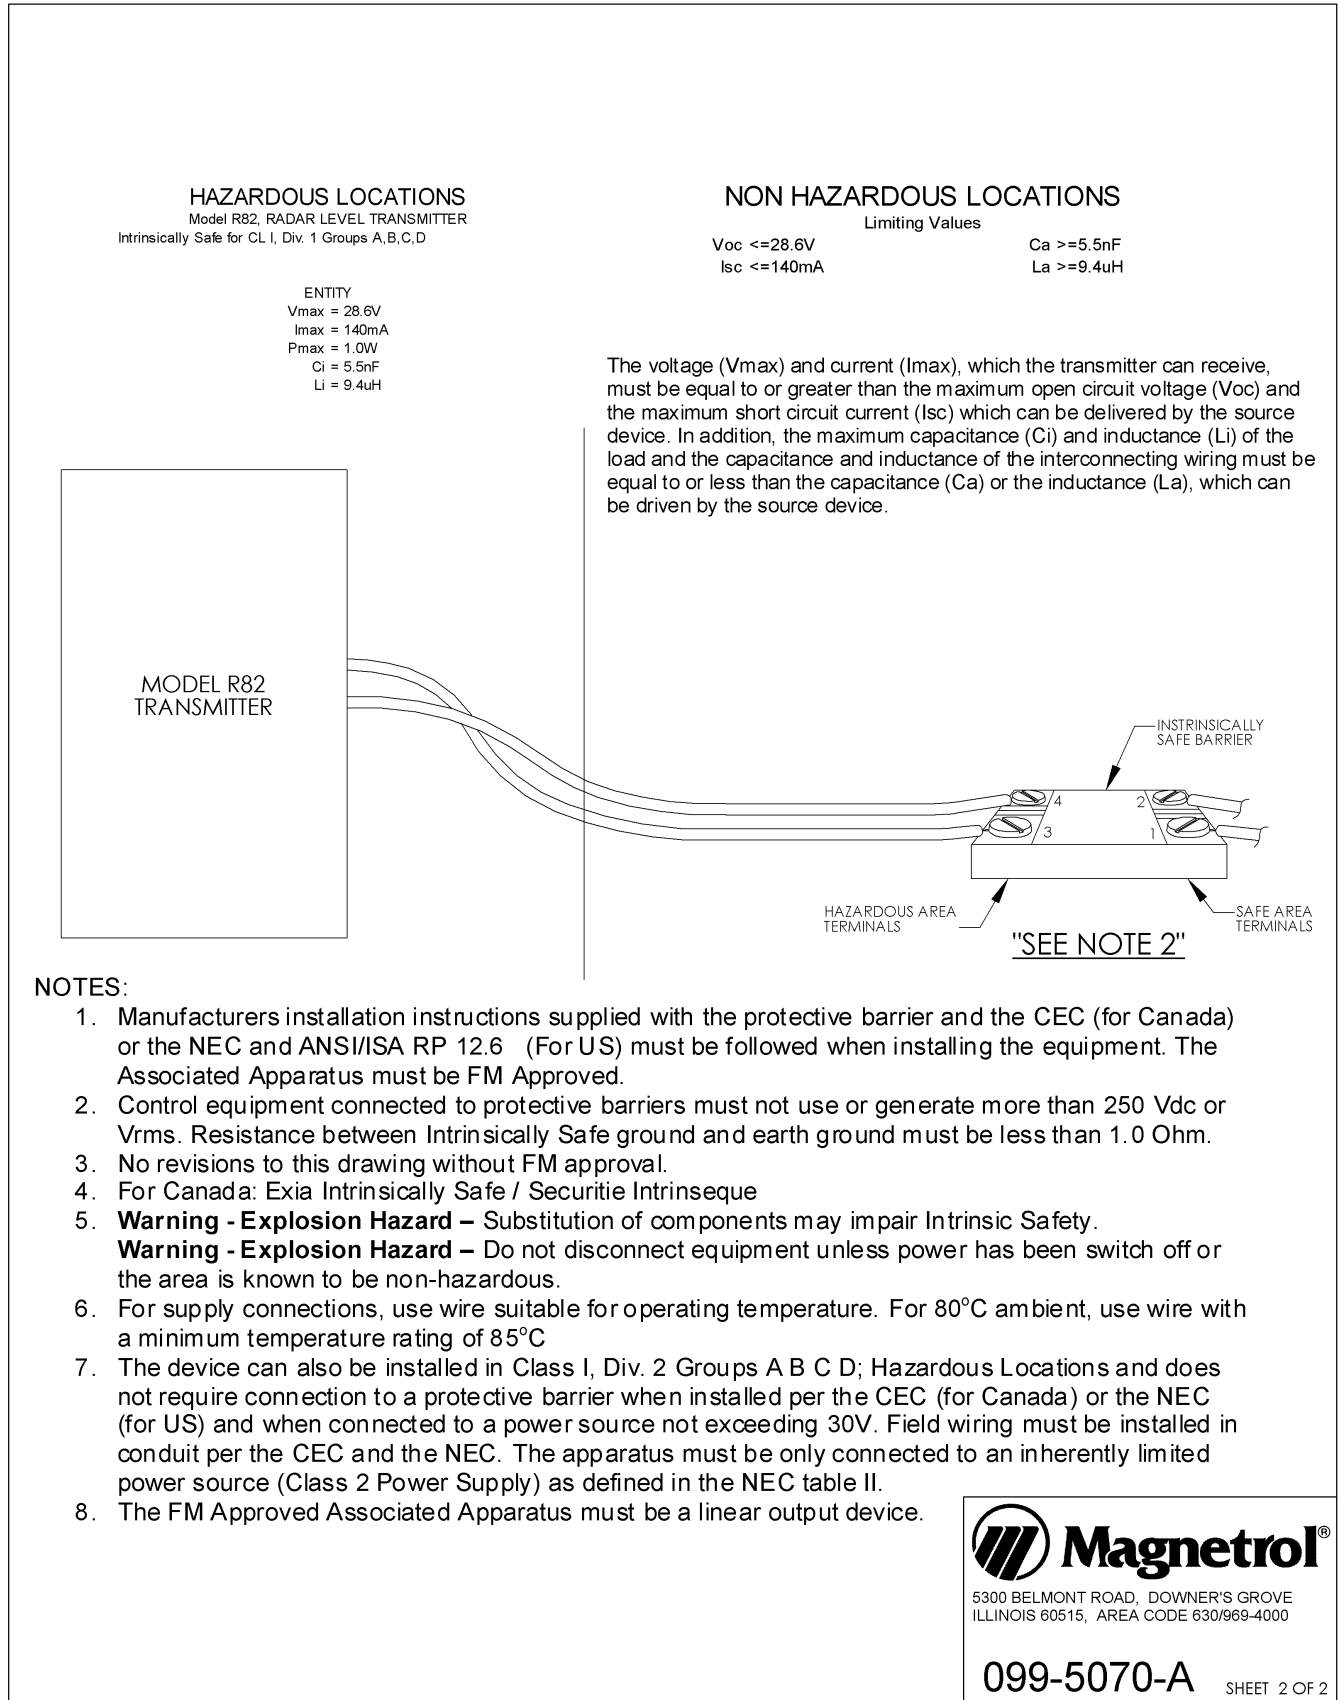 HAZARDOUS LOCATIONS
Model R82, RADAR LEVEL TRANSMITTER
Intrinsically Safe for CL I, Div. 1 Groups A,B,C,D
ENTITY
Vmax = 28.6V
Imax = 140mA
Pmax = 1.0W
Ci = 5.5nF
Li = 9.4uH
NON HAZARDOUS LOCATIONS
Limiting Values
Voc <=28.6V Ca >=5.5nF
Isc <=140mA La >=9.4uH
The voltage (Vmax) and current (Imax), which the transmitter can receive,
must be equal to or greater than the maximum open circuit voltage (Voc) and
the maximum short circuit current (Isc) which can be delivered by the source
device. In addition, the maximum capacitance (Ci) and inductance (Li) of the
load and the capacitance and inductance of the interconnecting wiring must be
equal to or less than the capacitance (Ca) or the inductance (La), which can
be driven by the source device.
MODEL R82
TRANSMITTER
INSTRINSICALLY
SAFE BARRIER
4 2
3 1
HAZARDOUS AREA
TERMINALS
SAFE AREA
TERMINALS
"SEE NOTE 2"
NOTES:
1. Manufacturers installation instructions supplied with the protective barrier and the CEC (for Canada)
or the NEC and ANSI/ISA RP 12.6 (For US) must be followed when installing the equipment. The
Associated Apparatus must be FM Approved.
2. Control equipment connected to protective barriers must not use or generate more than 250 Vdc or
Vrms. Resistance between Intrinsically Safe ground and earth ground must be less than 1.0 Ohm.
3. No revisions to this drawing without FM approval.
4. For Canada: Exia Intrinsically Safe / Securitie Intrinseque
5. Warning - Explosion Hazard – Substitution of components may impair Intrinsic Safety.
Warning - Explosion Hazard – Do not disconnect equipment unless power has been switch off or
the area is known to be non-hazardous.
6. For supply connections, use wire suitable for operating temperature. For 80°C ambient, use wire with
a minimum temperature rating of 85°C
7. The device can also be installed in Class I, Div. 2 Groups A B C D; Hazardous Locations and does
not require connection to a protective barrier when installed per the CEC (for Canada) or the NEC
(for US) and when connected to a power source not exceeding 30V. Field wiring must be installed in
conduit per the CEC and the NEC. The apparatus must be only connected to an inherently limited
power source (Class 2 Power Supply) as defined in the NEC table II.
8. The FM Approved Associated Apparatus must be a linear output device.
Magnetrol®
5300 BELMONT ROAD, DOWNER'S GROVE
ILLINOIS 60515, AREA CODE 630/969-4000
099-5070-A SHEET 2 OF 2